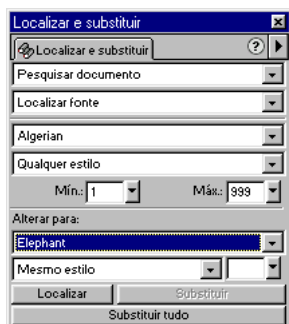 Localizar e substituir
Localizar e substituir ?
Pesquisar documento
Localizar fonte
Algerian
Qualquer estilo
Mín.: 1 Máx.: 999
Alterar para:
Elephant
Mesmo estilo
Localizar Substituir
Substituir tudo